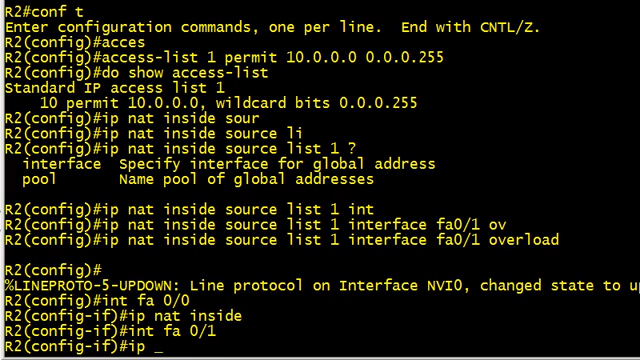 R2#conf t
Enter configuration commands, one per line.  End with CNTL/Z.
R2(config)#acces
R2(config)#access-list 1 permit 10.0.0.0 0.0.0.255
R2(config)#do show access-list
Standard IP access list 1
    10 permit 10.0.0.0, wildcard bits 0.0.0.255
R2(config)#ip nat inside sour
R2(config)#ip nat inside source li
R2(config)#ip nat inside source list 1 ?
  interface  Specify interface for global address
  pool       Name pool of global addresses
R2(config)#ip nat inside source list 1 int
R2(config)#ip nat inside source list 1 interface fa0/1 ov
R2(config)#ip nat inside source list 1 interface fa0/1 overload
R2(config)#
%LINEPROTO-5-UPDOWN: Line protocol on Interface NVI0, changed state to up
R2(config)#int fa 0/0
R2(config-if)#ip nat inside
R2(config-if)#int fa 0/1
R2(config-if)#ip _